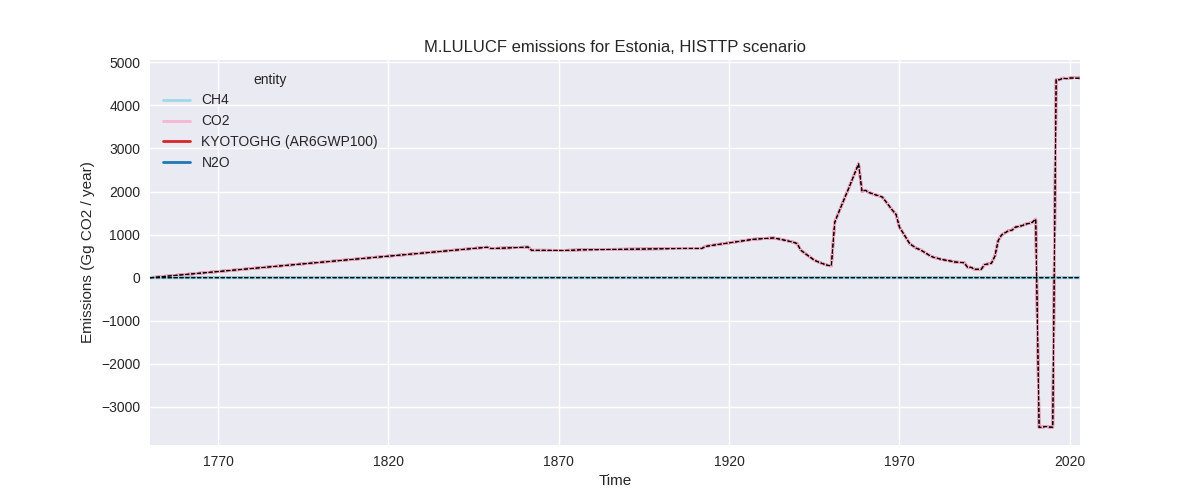 M.LULUCF emissions for Estonia, HISTTP scenario
5000
4000
3000
2000
1000
0
−1000
−2000
−3000
Emissions (Gg CO2 / year)
entity
CH4
CO2
KYOTOGHG (AR6GWP100)
N2O
1770
1820
1870
1920
1970
2020
Time